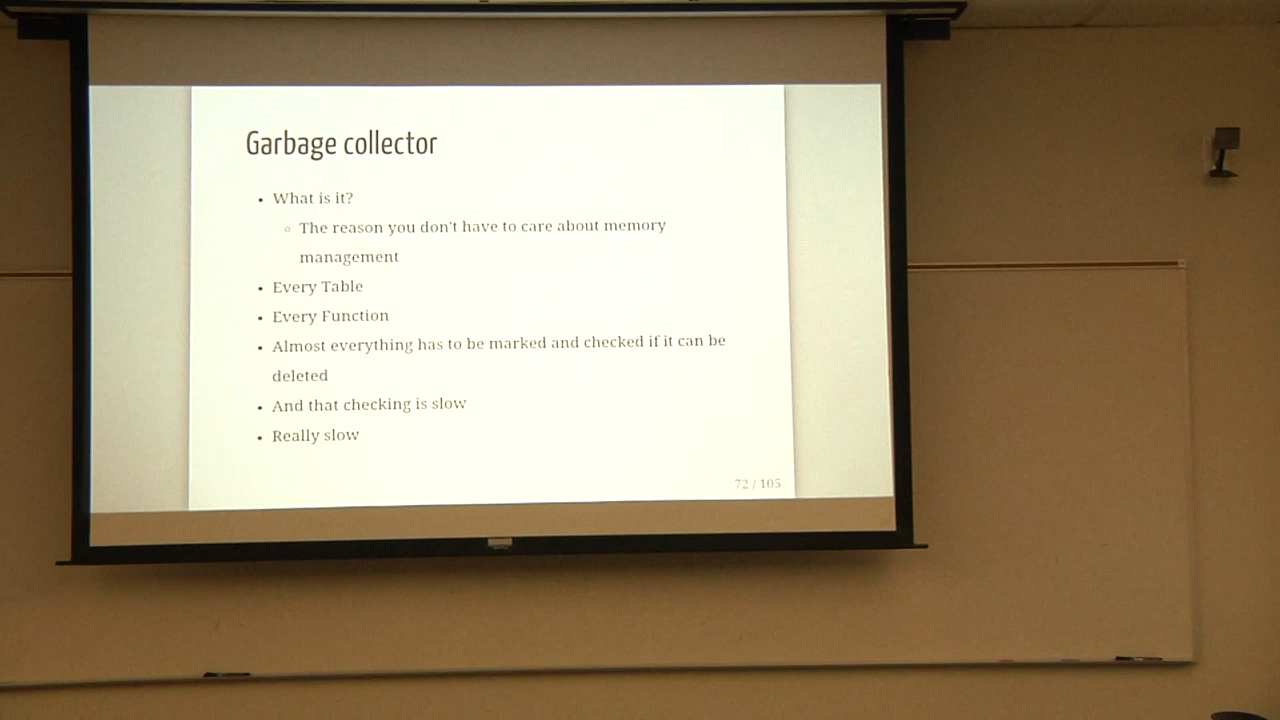 Garbage collector
• What is it?
◦ The reason you don't have to care about memory
management
• Every Table
• Every Function
• Almost everything has to be marked and checked if it can be
deleted
• And that checking is slow
• Really slow
72 / 105